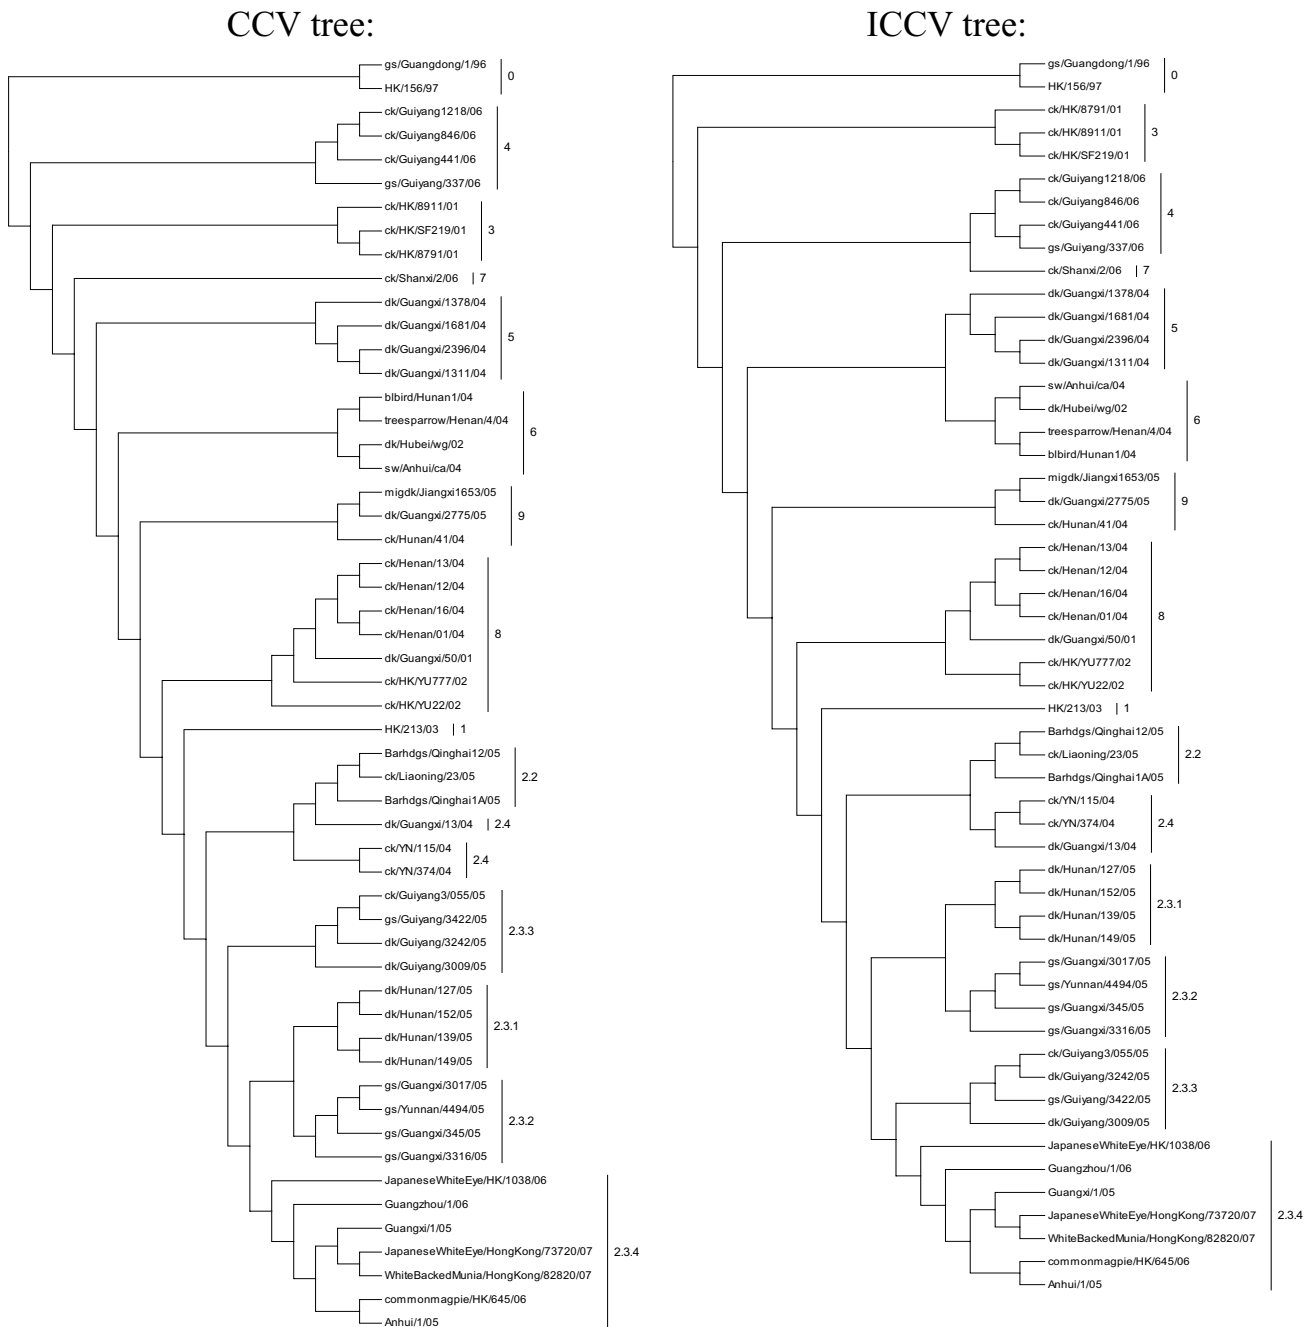 CCV tree:
gs/Guangdong/1/96
HK/156/97
0
ck/Guiyang1218/06
ck/Guiyang846/06
ck/Guiyang441/06
gs/Guiyang/337/06
4
ck/HK/8911/01
ck/HK/SF219/01
ck/HK/8791/01
3
ck/Shanxi/2/06
7
dk/Guangxi/1378/04
dk/Guangxi/1681/04
dk/Guangxi/2396/04
dk/Guangxi/1311/04
5
blbird/Hunan1/04
treesparrow/Henan/4/04
dk/Hubei/wg/02
sw/Anhui/ca/04
6
migdk/Jiangxi1653/05
dk/Guangxi/2775/05
ck/Hunan/41/04
9
ck/Henan/13/04
ck/Henan/12/04
ck/Henan/16/04
ck/Henan/01/04
dk/Guangxi/50/01
ck/HK/YU777/02
ck/HK/YU22/02
8
HK/213/03
1
Barhdgs/Qinghai12/05
ck/Liaoning/23/05
Barhdgs/Qinghai1A/05
2.2
dk/Guangxi/13/04
2.4
ck/YN/115/04
ck/YN/374/04
2.4
ck/Guiyang3/055/05
gs/Guiyang/3422/05
dk/Guiyang/3242/05
dk/Guiyang/3009/05
2.3.3
dk/Hunan/127/05
dk/Hunan/152/05
dk/Hunan/139/05
dk/Hunan/149/05
2.3.1
gs/Guangxi/3017/05
gs/Yunnan/4494/05
gs/Guangxi/345/05
gs/Guangxi/3316/05
2.3.2
JapaneseWhiteEye/HK/1038/06
Guangzhou/1/06
Guangxi/1/05
JapaneseWhiteEye/HongKong/73720/07
WhiteBackedMunia/HongKong/82820/07
commonmagpie/HK/645/06
Anhui/1/05
2.3.4
ICCV tree:
gs/Guangdong/1/96
HK/156/97
0
ck/HK/8791/01
ck/HK/8911/01
ck/HK/SF219/01
3
ck/Guiyang1218/06
ck/Guiyang846/06
ck/Guiyang441/06
gs/Guiyang/337/06
4
ck/Shanxi/2/06
7
dk/Guangxi/1378/04
dk/Guangxi/1681/04
dk/Guangxi/2396/04
dk/Guangxi/1311/04
5
sw/Anhui/ca/04
dk/Hubei/wg/02
treesparrow/Henan/4/04
blbird/Hunan1/04
6
migdk/Jiangxi1653/05
dk/Guangxi/2775/05
ck/Hunan/41/04
9
ck/Henan/13/04
ck/Henan/12/04
ck/Henan/16/04
ck/Henan/01/04
dk/Guangxi/50/01
ck/HK/YU777/02
ck/HK/YU22/02
8
HK/213/03
1
Barhdgs/Qinghai12/05
ck/Liaoning/23/05
Barhdgs/Qinghai1A/05
2.2
ck/YN/115/04
ck/YN/374/04
dk/Guangxi/13/04
2.4
dk/Hunan/127/05
dk/Hunan/152/05
dk/Hunan/139/05
dk/Hunan/149/05
2.3.1
gs/Guangxi/3017/05
gs/Yunnan/4494/05
gs/Guangxi/345/05
gs/Guangxi/3316/05
2.3.2
ck/Guiyang3/055/05
dk/Guiyang/3242/05
gs/Guiyang/3422/05
dk/Guiyang/3009/05
2.3.3
JapaneseWhiteEye/HK/1038/06
Guangzhou/1/06
Guangxi/1/05
JapaneseWhiteEye/HongKong/73720/07
WhiteBackedMunia/HongKong/82820/07
commonmagpie/HK/645/06
Anhui/1/05
2.3.4